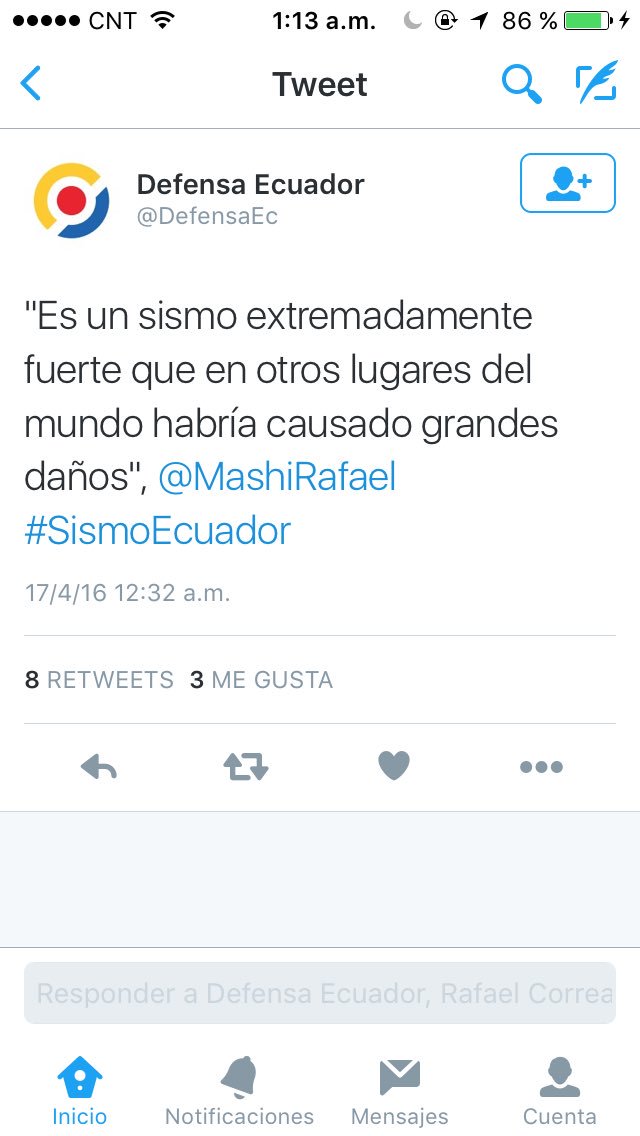 CNT 1:13 a.m. 86 %
Tweet
Defensa Ecuador
@DefensaEc
"Es un sismo extremadamente
fuerte que en otros lugares del
mundo habría causado grandes
daños", @MashiRafael
#SismoEcuador
17/4/16 12:32 a.m.
8 RETWEETS 3 ME GUSTA
Responder a Defensa Ecuador, Rafael Correa
Inicio Notificaciones Mensajes Cuenta